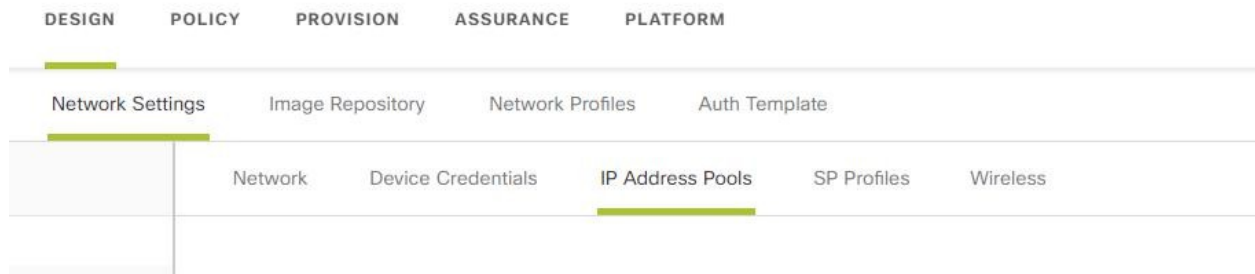 DESIGN POLICY PROVISION ASSURANCE PLATFORM
Network Settings Image Repository Network Profiles Auth Template
Network Device Credentials IP Address Pools SP Profiles Wireless